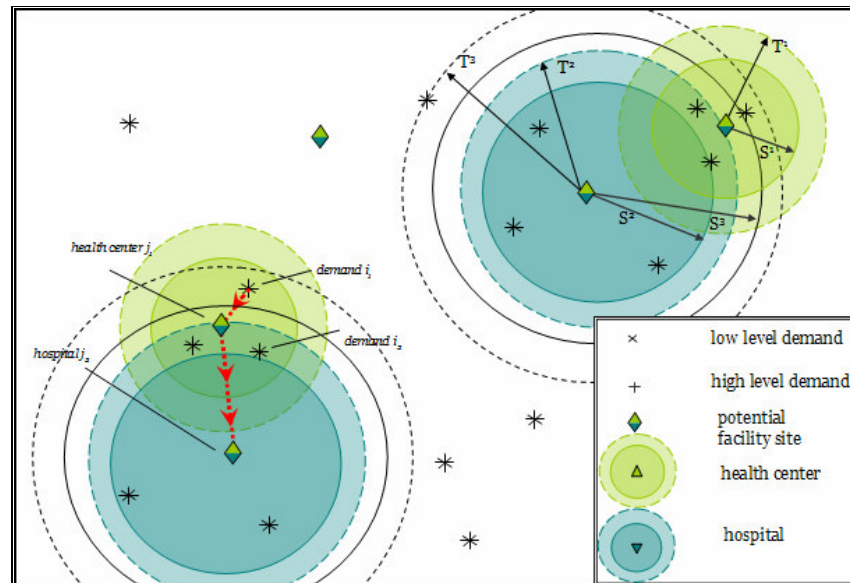 T³
T²
T¹
S¹
S²
S³
health center j₁
demand i₁
hospital j₂
demand i₂
low level demand
high level demand
potential
facility site
health center
hospital